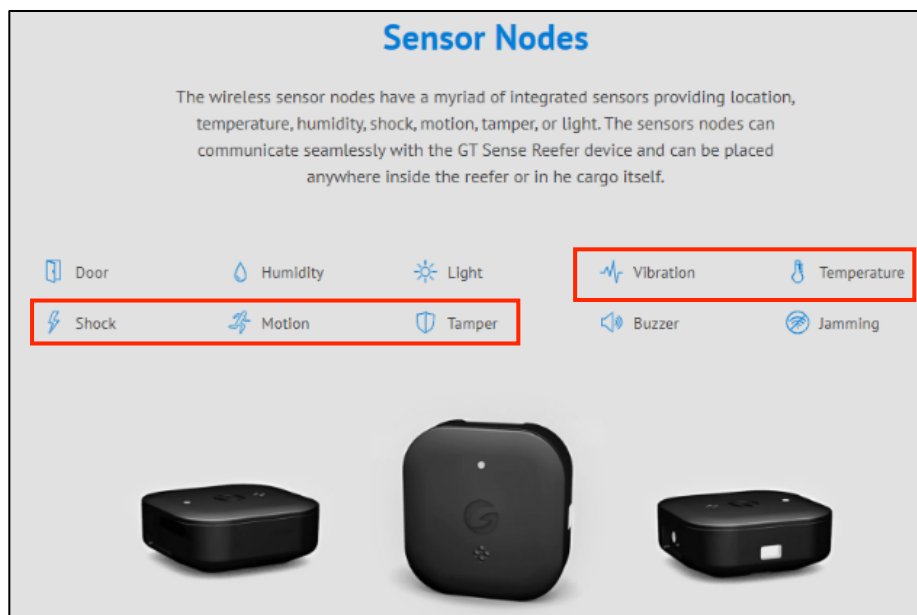 Sensor Nodes
The wireless sensor nodes have a myriad of integrated sensors providing location,
temperature, humidity, shock, motion, tamper, or light. The sensors nodes can
communicate seamlessly with the GT Sense Reefer device and can be placed
anywhere inside the reefer or in he cargo itself.
Door Humidity Light Vibration Temperature
Shock Motion Tamper Buzzer Jamming